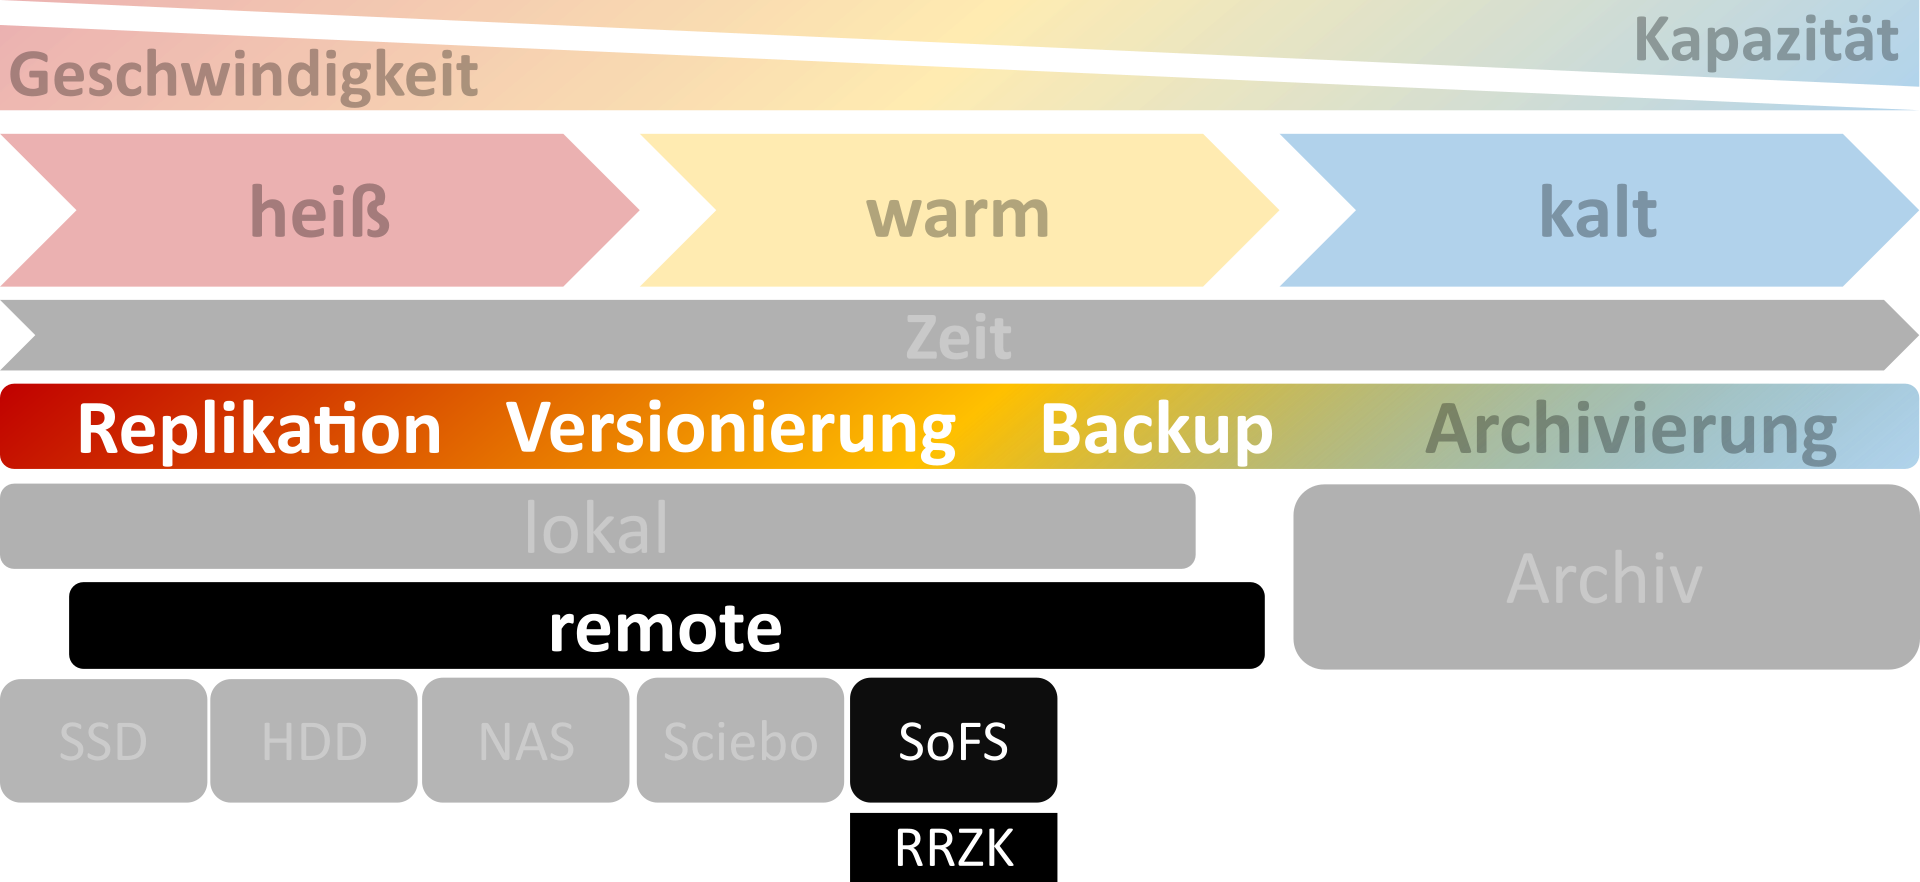 Kapazität
Geschwindigkeit
heiß warm kalt
Zeit
Replikation Versionierung Backup Archivierung
lokal
Archiv
remote
SSD HDD NAS Sciebo SoFS
RRZK